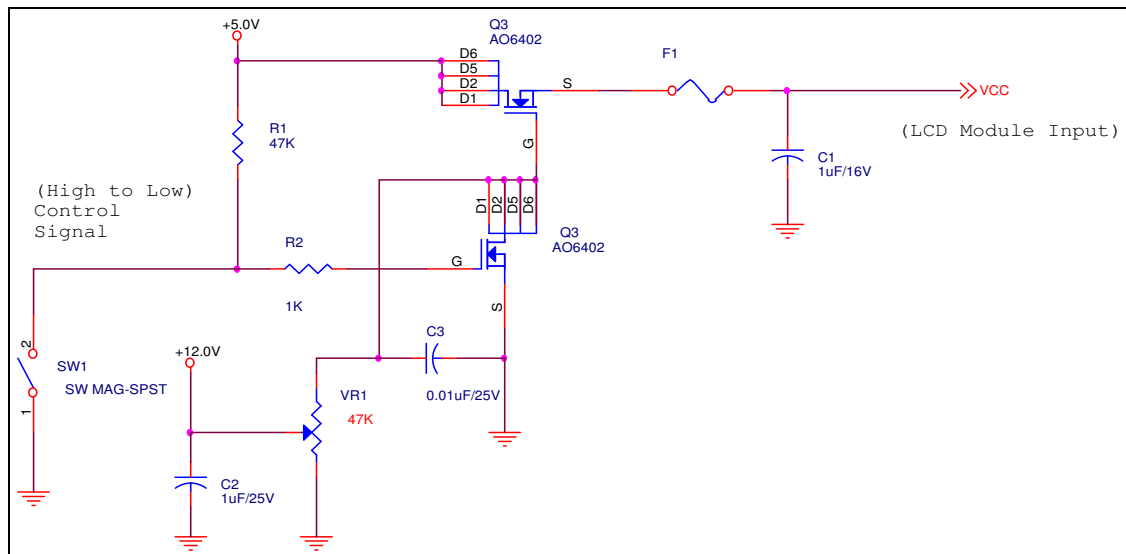 +5.0V
Q3
AO6402
D6
D5
D2
D1
S
G
F1
VCC
(LCD Module Input)
C1
1uF/16V
R1
47K
(High to Low)
Control
Signal
D1
D2
D5
D6
Q3
AO6402
R2
1K
G
S
2
1
SW1
SW MAG-SPST
+12.0V
C3
0.01uF/25V
VR1
47K
C2
1uF/25V